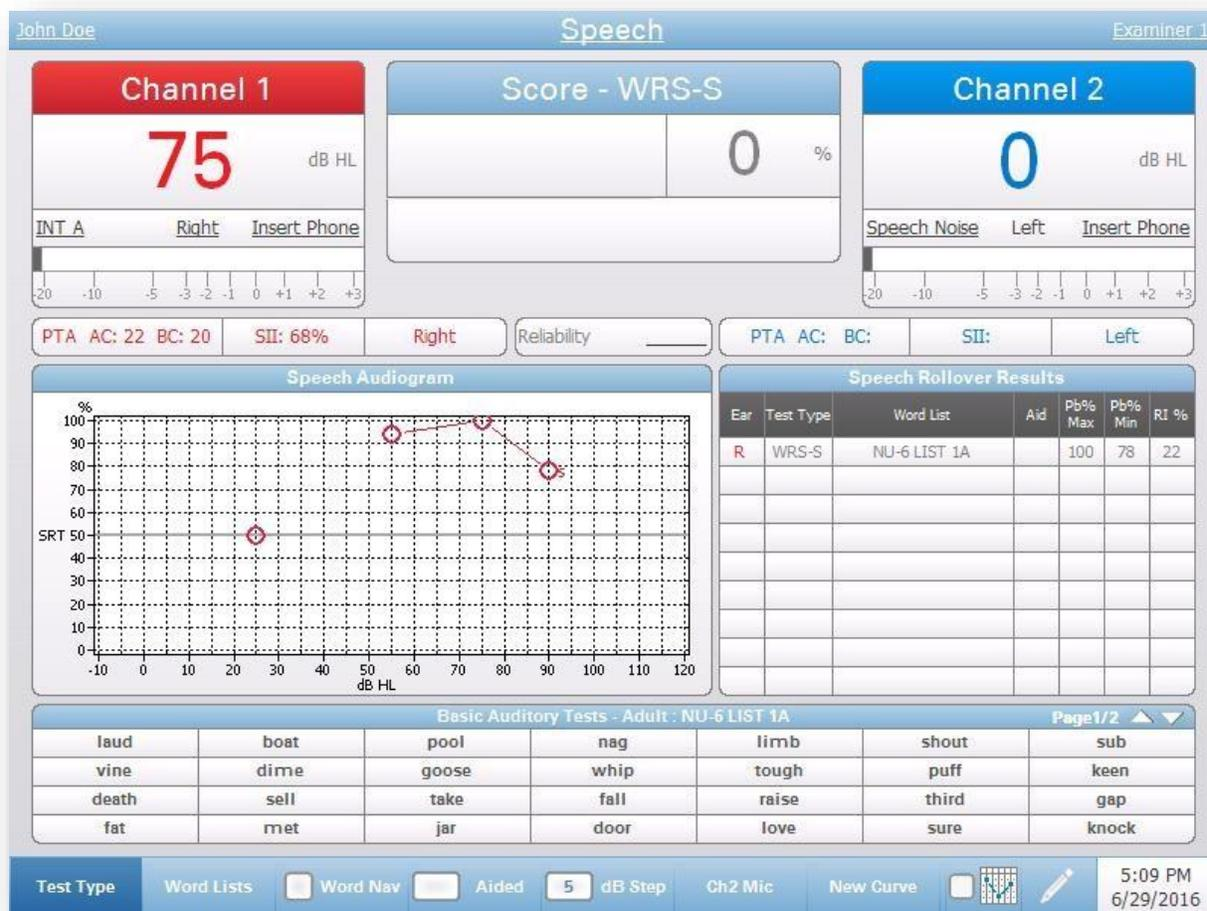 John Doe Speech Examiner 1
Channel 1 Score - WRS-S Channel 2
75 dB HL 0 % 0 dB HL
INT A Right Insert Phone Speech Noise Left Insert Phone
-20 -10 -5 -3 -2 -1 0 +1 +2 +3 -20 -10 -5 -3 -2 -1 0 +1 +2 +3
PTA AC: 22 BC: 20 SII: 68% Right Reliability PTA AC: BC: SII: Left
Speech Audiogram
%
100
90
80
70
60
SRT 50
40
30
20
10
0
S
-10 0 10 20 30 40 50 60 70 80 90 100 110 120
dB HL
Speech Rollover Results
Ear Test Type Word List Aid Pb% Max Pb% Min RI %
R WRS-S NU-6 LIST 1A 100 78 22
Basic Auditory Tests - Adult : NU-6 LIST 1A Page1/2
laud boat pool nag limb shout sub
vine dime goose whip tough puff keen
death sell take fall raise third gap
fat met jar door love sure knock
Test Type Word Lists Word Nav Aided 5 dB Step Ch2 Mic New Curve 5:09 PM
6/29/2016